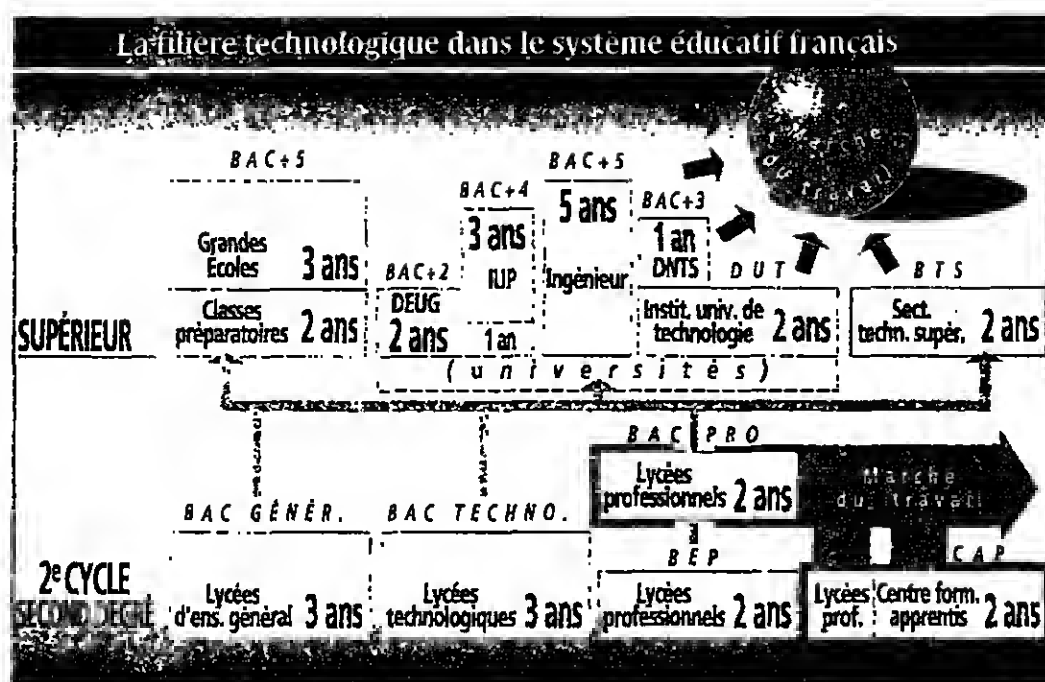 La filière technologique dans le système éducatif français
Marché
du travail
BAC+5
BAC+4
BAC+5
BAC+3
BAC+2
DUT
BTS
Grandes
Ecoles 3 ans
Classes
préparatoires 2 ans
DEUG
2 ans
3 ans
IUP
1 an
5 ans
Ingénieur
1 an
DNTS
Instit. univ. de
technologie 2 ans
Sect.
techn. supér. 2 ans
SUPÉRIEUR
(universités)
BAC PRO
Lycées
professionnels 2 ans
Marché
du travail
BAC GÉNÉR.
BAC TECHNO.
BEP
CAP
2e CYCLE
SECOND DEGRÉ
Lycées
d'ens. général 3 ans
Lycées
technologiques 3 ans
Lycées
professionnels 2 ans
Lycées
prof.
Centre form.
apprentis 2 ans